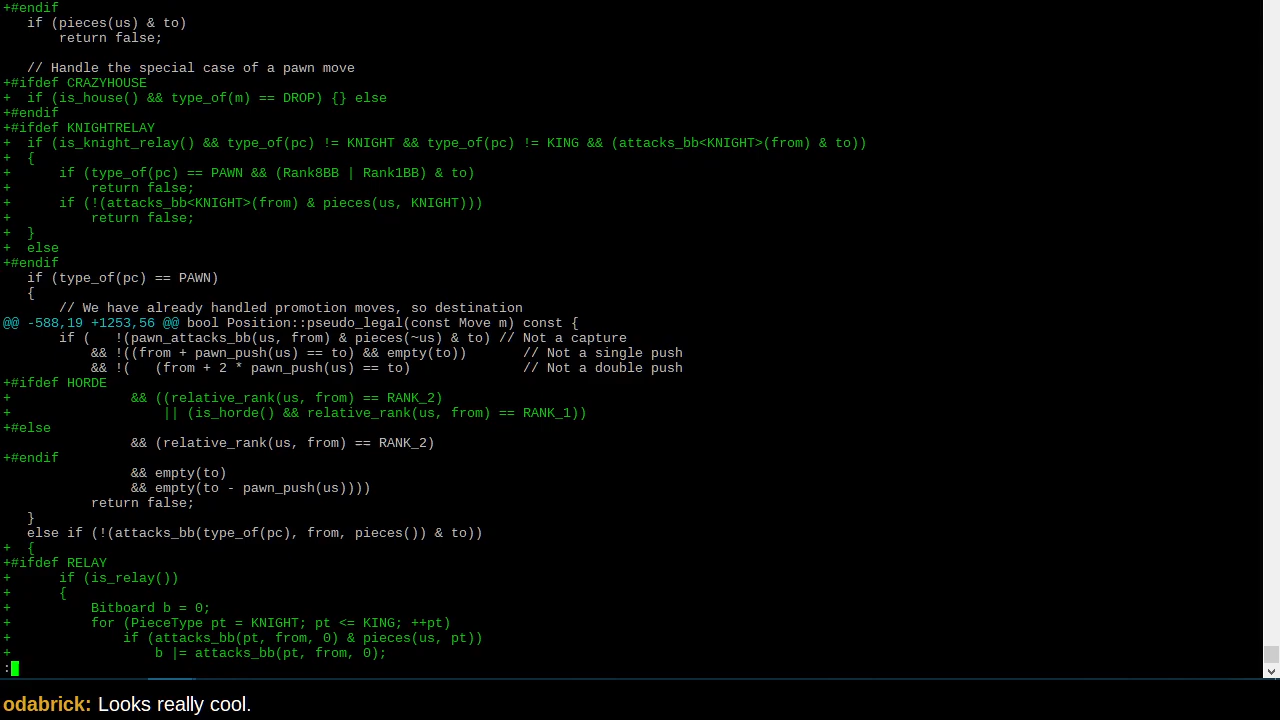 +#endif
   if (pieces(us) & to)
       return false;

   // Handle the special case of a pawn move
+#ifdef CRAZYHOUSE
+  if (is_house() && type_of(m) == DROP) {} else
+#endif
+#ifdef KNIGHTRELAY
+  if (is_knight_relay() && type_of(pc) != KNIGHT && type_of(pc) != KING && (attacks_bb<KNIGHT>(from) & to))
+  {
+      if (type_of(pc) == PAWN && (Rank8BB | Rank1BB) & to)
+          return false;
+      if (!(attacks_bb<KNIGHT>(from) & pieces(us, KNIGHT)))
+          return false;
+  }
+  else
+#endif
   if (type_of(pc) == PAWN)
   {
       // We have already handled promotion moves, so destination
@@ -588,19 +1253,56 @@ bool Position::pseudo_legal(const Move m) const {
       if (   !(pawn_attacks_bb(us, from) & pieces(~us) & to) // Not a capture
           && !((from + pawn_push(us) == to) && empty(to))       // Not a single push
           && !(   (from + 2 * pawn_push(us) == to)              // Not a double push
+#ifdef HORDE
+               && ((relative_rank(us, from) == RANK_2)
+                   || (is_horde() && relative_rank(us, from) == RANK_1))
+#else
                && (relative_rank(us, from) == RANK_2)
+#endif
                && empty(to)
                && empty(to - pawn_push(us))))
           return false;
   }
   else if (!(attacks_bb(type_of(pc), from, pieces()) & to))
+  {
+#ifdef RELAY
+      if (is_relay())
+      {
+          Bitboard b = 0;
+          for (PieceType pt = KNIGHT; pt <= KING; ++pt)
+              if (attacks_bb(pt, from, 0) & pieces(us, pt))
+                  b |= attacks_bb(pt, from, 0);
:
odabrick: Looks really cool.